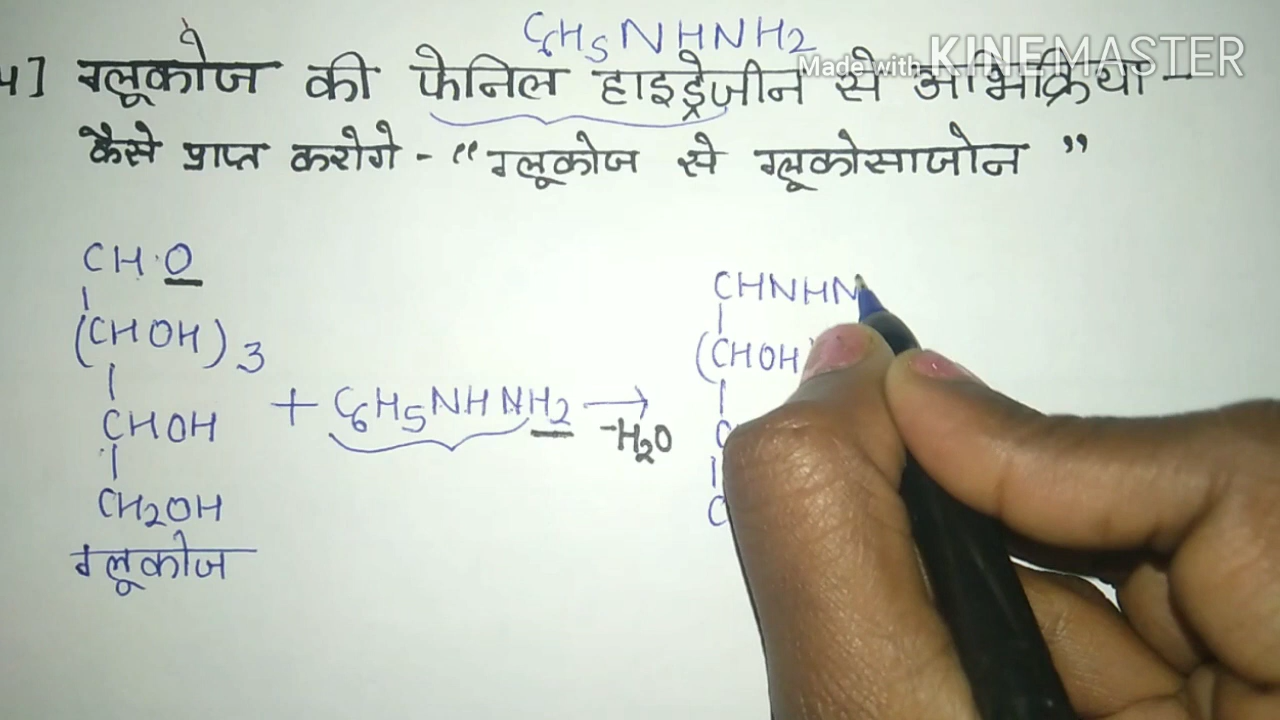 C6H5NHNH2
Made with KINEMASTER
4] ग्लूकोज की फेनिल हाइड्रेजीन से अभिक्रिया -
कैसे प्राप्त करोगे - “ग्लूकोज से ग्लूकोसाजोन”
CH·O
(CHOH)3
CHOH
CH2OH
ग्लूकोज
+ C6H5NHNH2 →
-H2O
CHNHN
(CHOH
C
C